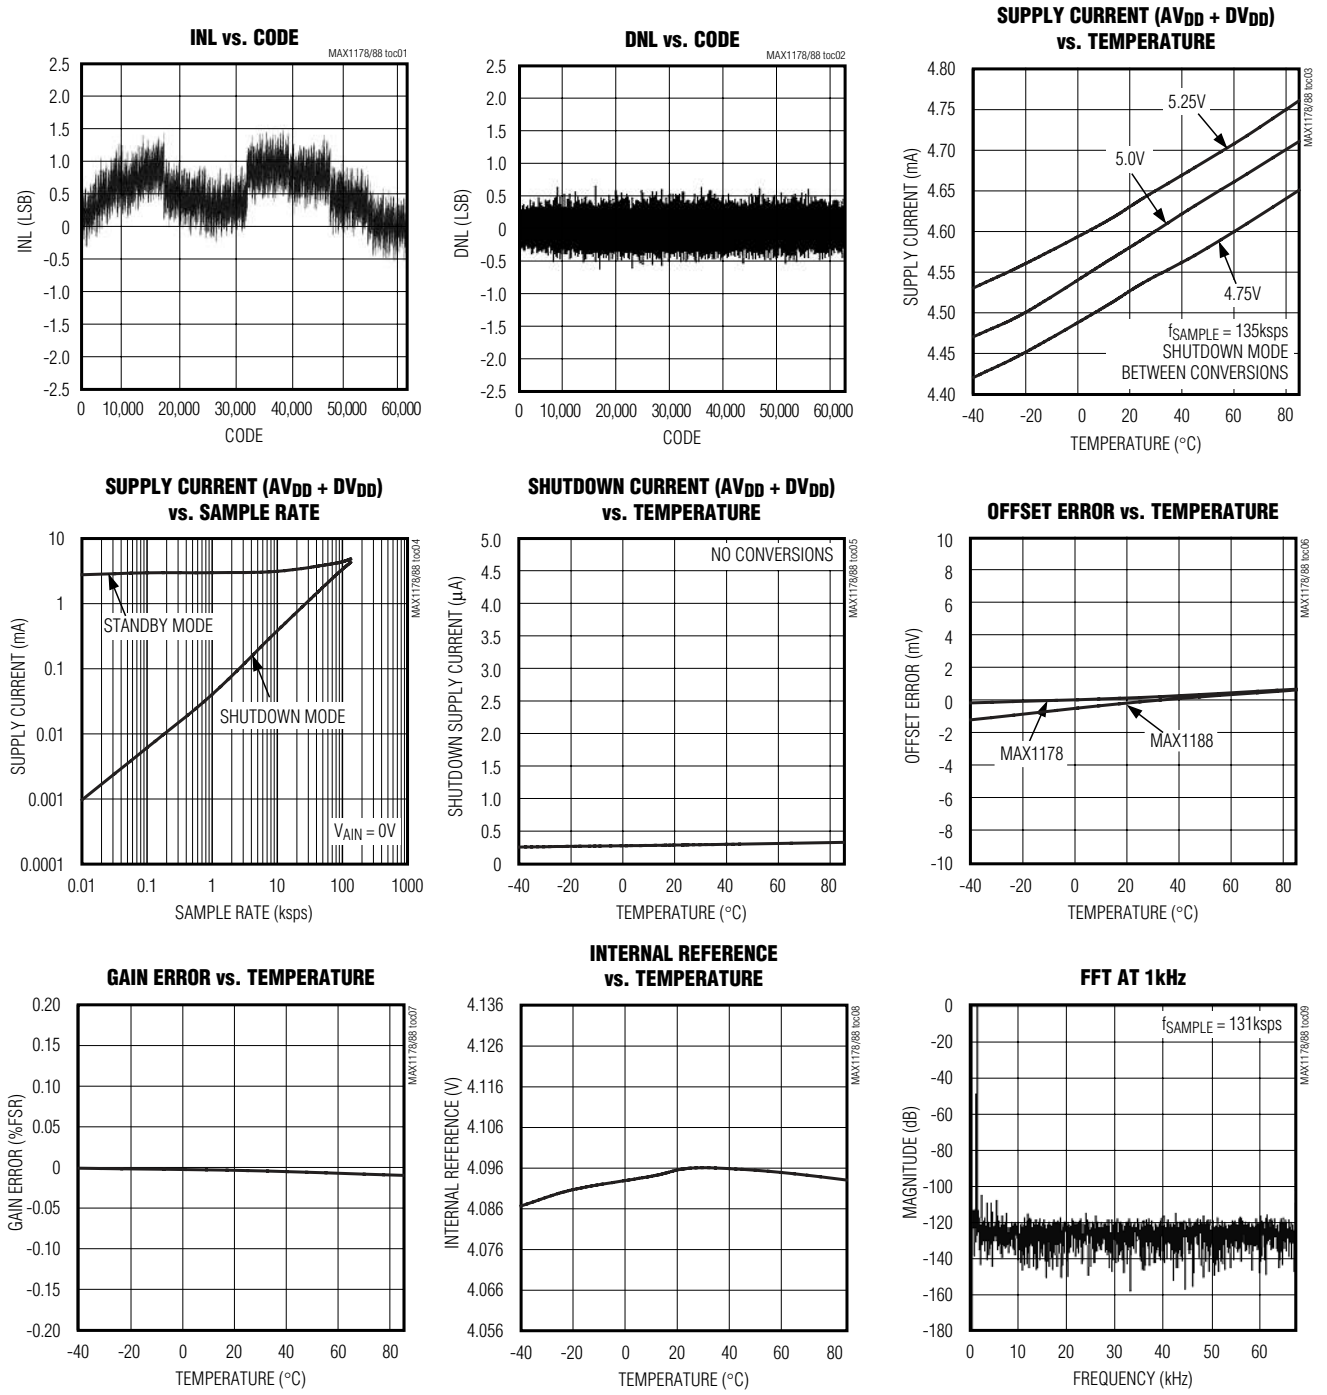 INL vs. CODE
MAX1178/88 toc01
2.5
2.0
1.5
1.0
0.5
0
-0.5
-1.0
-1.5
-2.0
-2.5
INL (LSB)
0 10,000 20,000 30,000 40,000 50,000 60,000
CODE
DNL vs. CODE
MAX1178/88 toc02
2.5
2.0
1.5
1.0
0.5
0
-0.5
-1.0
-1.5
-2.0
-2.5
DNL (LSB)
0 10,000 20,000 30,000 40,000 50,000 60,000
CODE
SUPPLY CURRENT (AVDD + DVDD)
vs. TEMPERATURE
MAX1178/88 toc03
4.80
4.75
4.70
4.65
4.60
4.55
4.50
4.45
4.40
SUPPLY CURRENT (mA)
5.25V
5.0V
4.75V
fSAMPLE = 135ksps
SHUTDOWN MODE
BETWEEN CONVERSIONS
-40 -20 0 20 40 60 80
TEMPERATURE (°C)
SUPPLY CURRENT (AVDD + DVDD)
vs. SAMPLE RATE
MAX1178/88 toc04
10
1
0.1
0.01
0.001
0.0001
SUPPLY CURRENT (mA)
STANDBY MODE
SHUTDOWN MODE
VAIN = 0V
0.01 0.1 1 10 100 1000
SAMPLE RATE (ksps)
SHUTDOWN CURRENT (AVDD + DVDD)
vs. TEMPERATURE
MAX1178/88 toc05
NO CONVERSIONS
5.0
4.5
4.0
3.5
3.0
2.5
2.0
1.5
1.0
0.5
0
SHUTDOWN SUPPLY CURRENT (µA)
-40 -20 0 20 40 60 80
TEMPERATURE (°C)
OFFSET ERROR vs. TEMPERATURE
MAX1178/88 toc06
10
8
6
4
2
0
-2
-4
-6
-8
-10
OFFSET ERROR (mV)
MAX1178
MAX1188
-40 -20 0 20 40 60 80
TEMPERATURE (°C)
GAIN ERROR vs. TEMPERATURE
MAX1178/88 toc07
0.20
0.15
0.10
0.05
0
-0.05
-0.10
-0.15
-0.20
GAIN ERROR (%FSR)
-40 -20 0 20 40 60 80
TEMPERATURE (°C)
INTERNAL REFERENCE
vs. TEMPERATURE
MAX1178/88 toc08
4.136
4.126
4.116
4.106
4.096
4.086
4.076
4.066
4.056
INTERNAL REFERENCE (V)
-40 -20 0 20 40 60 80
TEMPERATURE (°C)
FFT AT 1kHz
MAX1178/88 toc09
fSAMPLE = 131ksps
0
-20
-40
-60
-80
-100
-120
-140
-160
-180
MAGNITUDE (dB)
0 10 20 30 40 50 60
FREQUENCY (kHz)